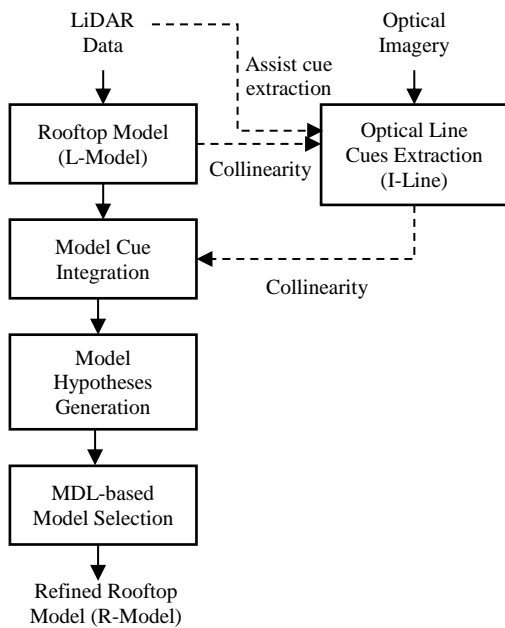 LiDAR
Data
Optical
Imagery
Assist cue
extraction
Rooftop Model
(L-Model)
Collinearity
Optical Line
Cues Extraction
(I-Line)
Model Cue
Integration
Collinearity
Model
Hypotheses
Generation
MDL-based
Model Selection
Refined Rooftop
Model (R-Model)